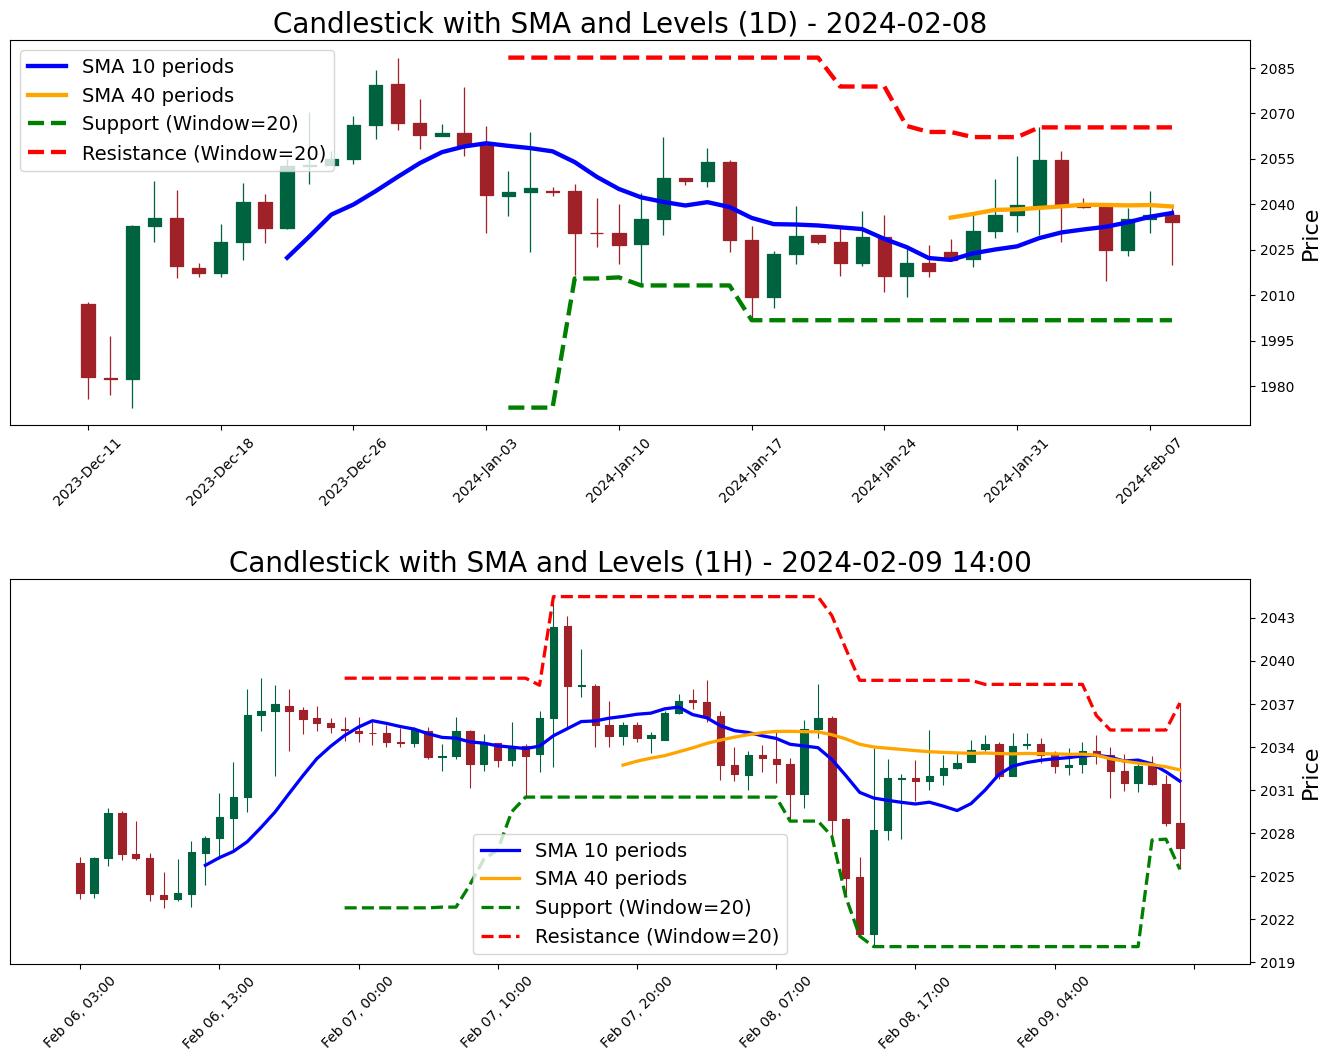 Candlestick with SMA and Levels (1D) - 2024-02-08
SMA 10 periods
SMA 40 periods
Support (Window=20)
Resistance (Window=20)
2085
2070
2055
2040
2025
2010
1995
1980
Price
2023-Dec-11
2023-Dec-18
2023-Dec-26
2024-Jan-03
2024-Jan-10
2024-Jan-17
2024-Jan-24
2024-Jan-31
2024-Feb-07
Candlestick with SMA and Levels (1H) - 2024-02-09 14:00
2043
2040
2037
2034
2031
2028
2025
2022
2019
Price
SMA 10 periods
SMA 40 periods
Support (Window=20)
Resistance (Window=20)
Feb 06, 03:00
Feb 06, 13:00
Feb 07, 00:00
Feb 07, 10:00
Feb 07, 20:00
Feb 08, 07:00
Feb 08, 17:00
Feb 09, 04:00